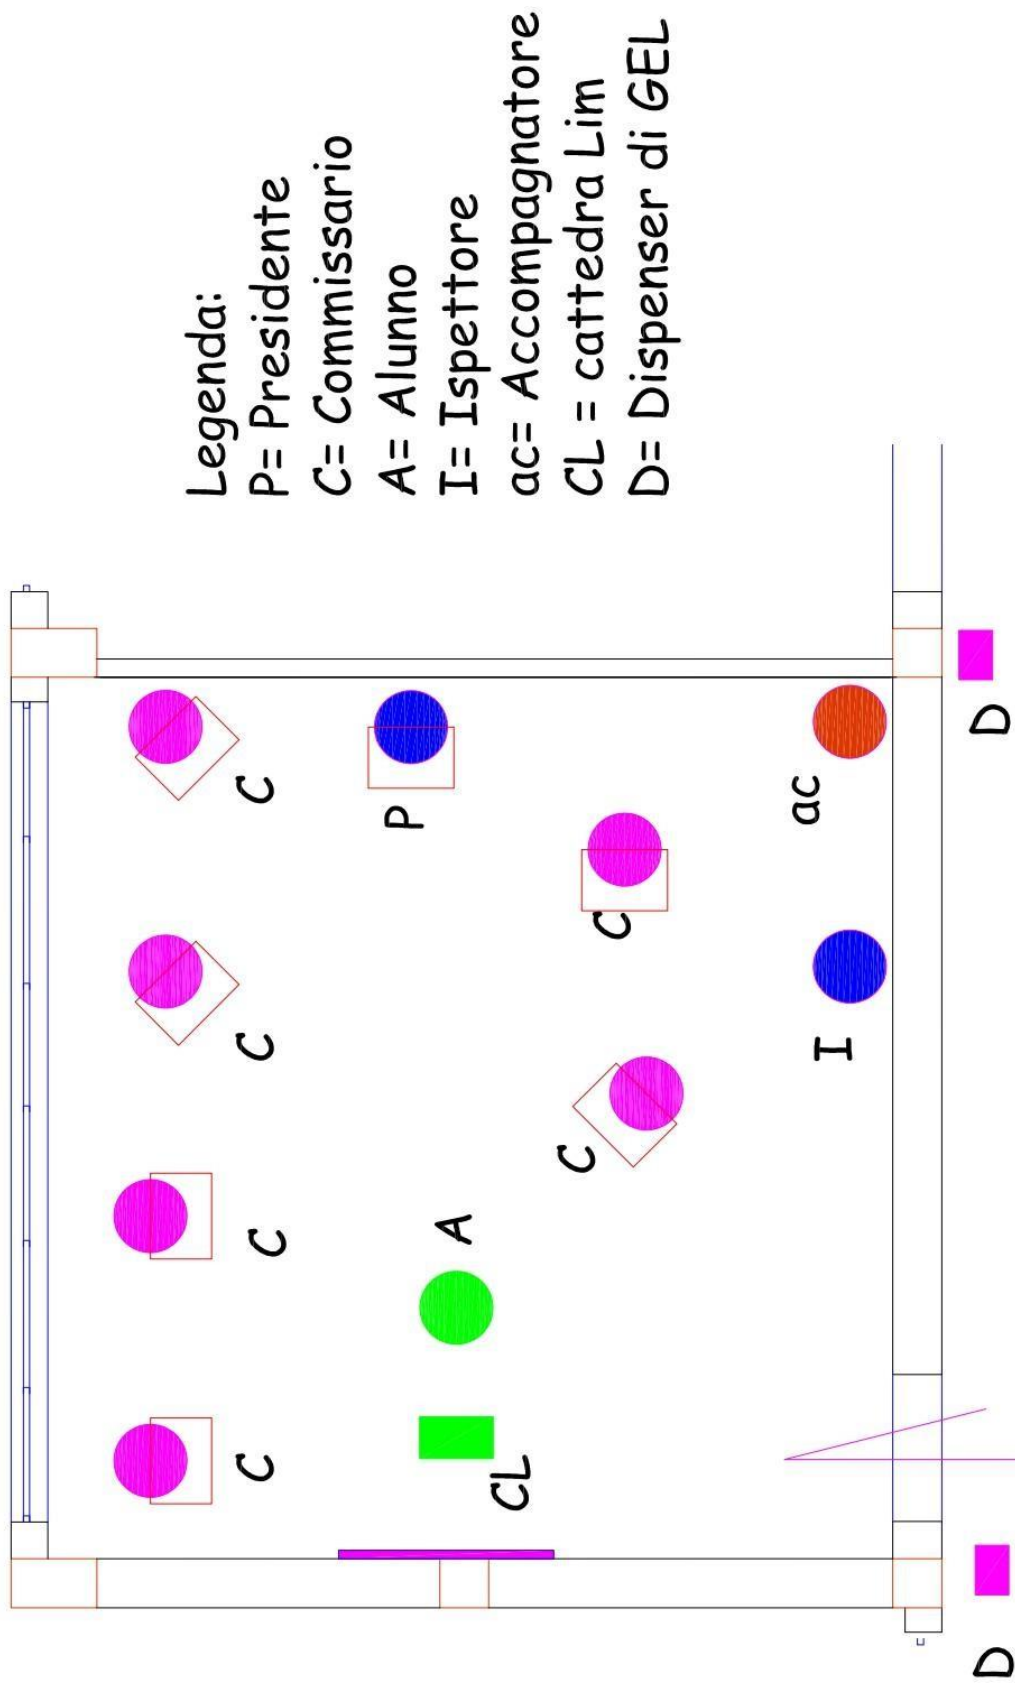 Legenda:
P= Presidente
C= Commissario
A= Alunno
I= Ispettore
ac= Accompagnatore
CL = cattedra Lim
D= Dispenser di GEL
C
C
C
C
CL
A
P
C
C
I
ac
D
D